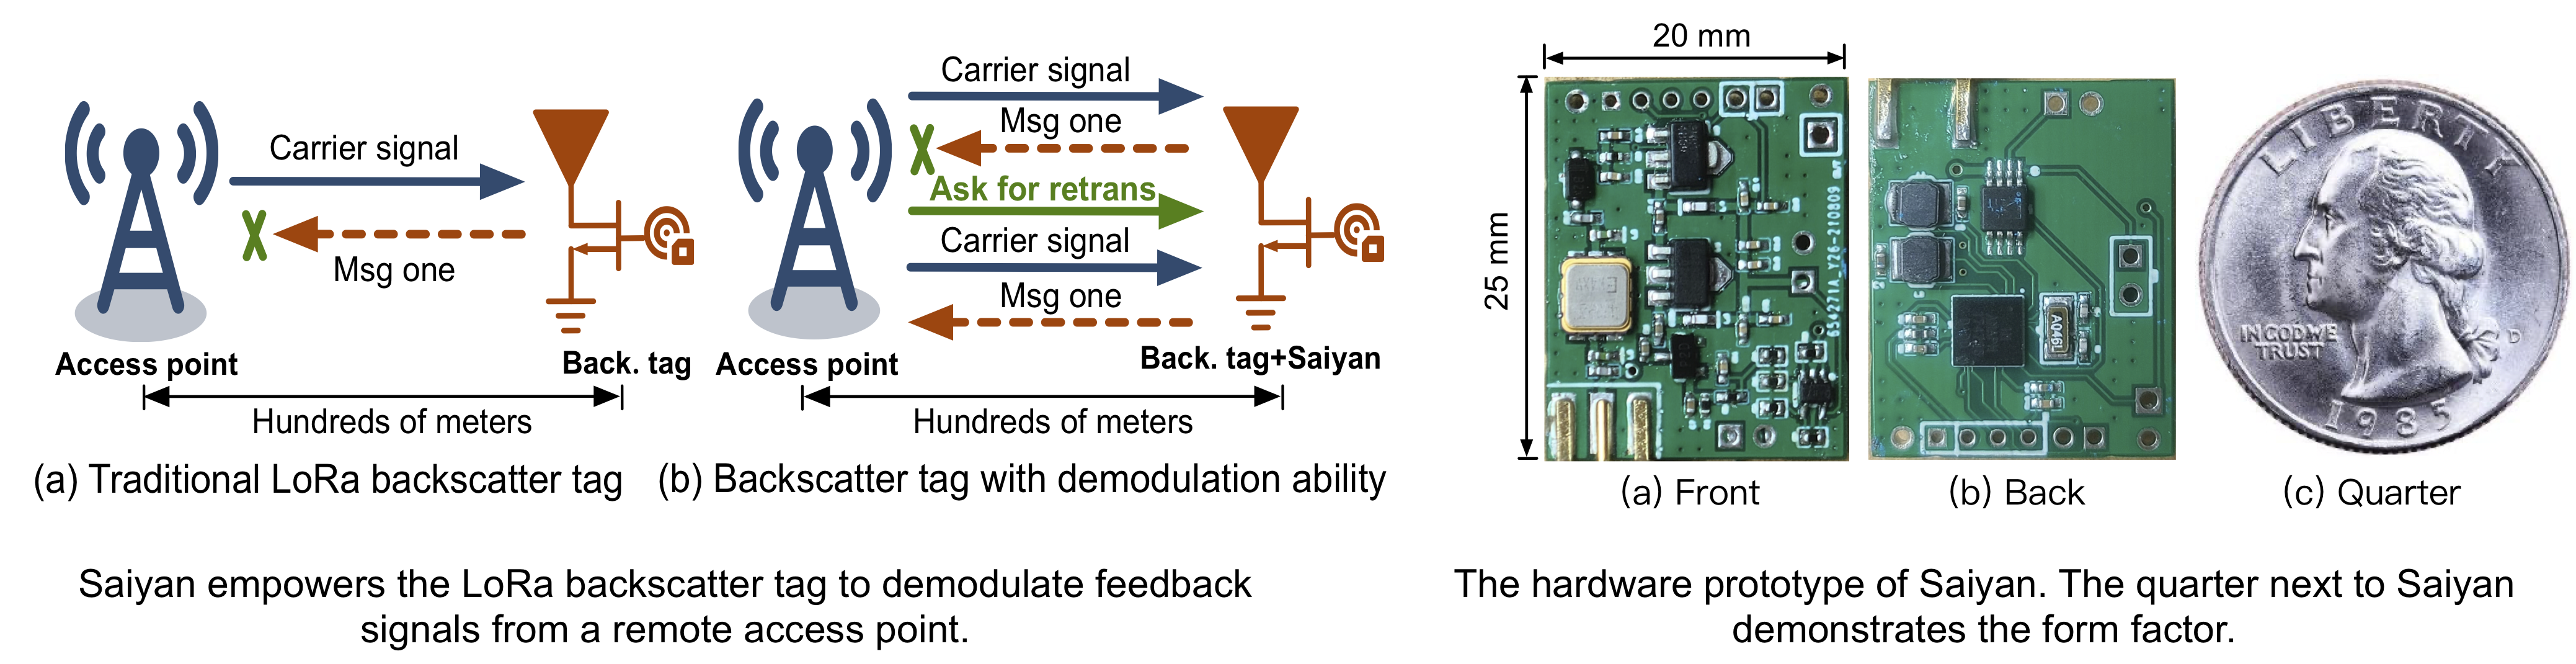 Carrier signal
Msg one
Access point
Back. tag
Hundreds of meters
(a) Traditional LoRa backscatter tag
Carrier signal
Msg one
Ask for retrans
Carrier signal
Msg one
Access point
Back. tag+Saiyan
Hundreds of meters
(b) Backscatter tag with demodulation ability
Saiyan empowers the LoRa backscatter tag to demodulate feedback
signals from a remote access point.
20 mm
25 mm
A046L
LIBERTY
IN GOD WE
TRUST
D
1985
(a) Front
(b) Back
(c) Quarter
The hardware prototype of Saiyan. The quarter next to Saiyan
demonstrates the form factor.